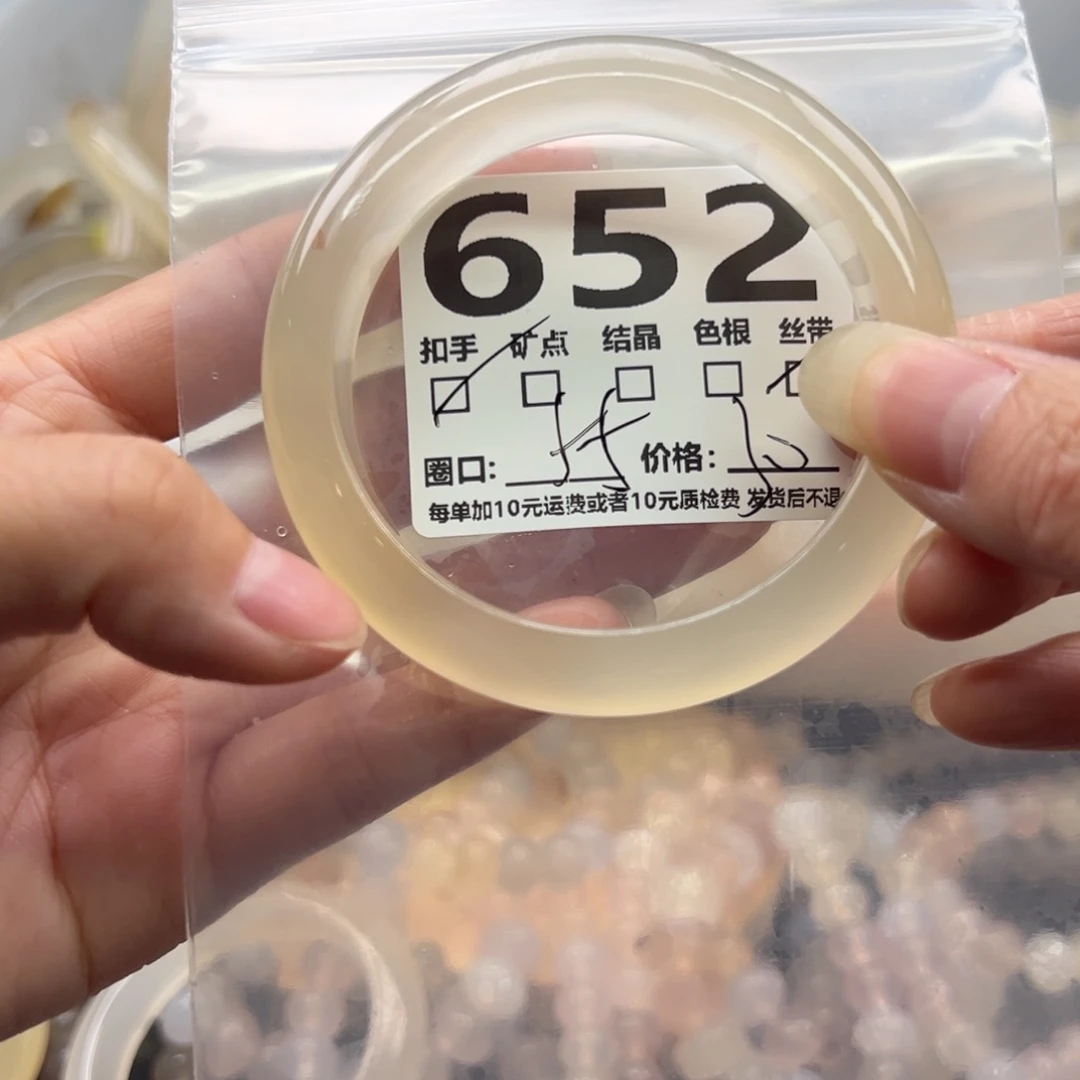 652
扣手 矿点 结晶 色根 丝带
圈口: 价格:
每单加10元运费或者10元质检费 发货后不退